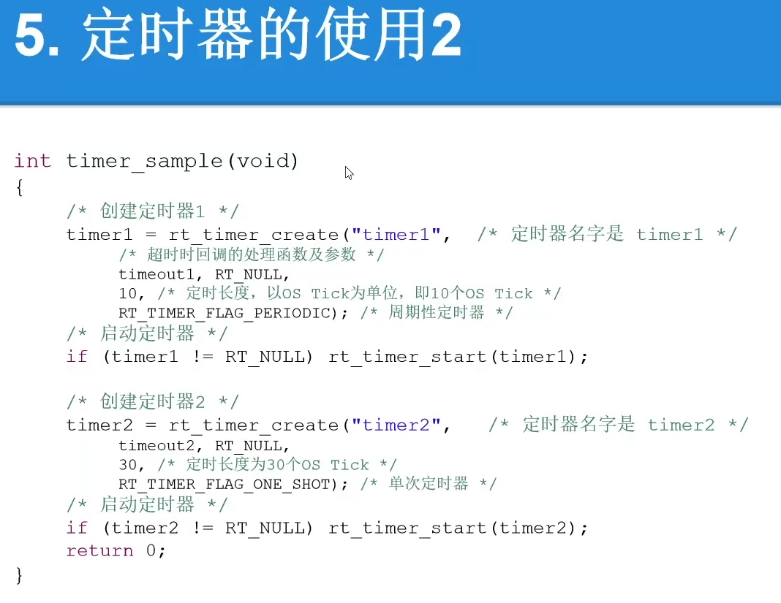 5. 定时器的使用2
int timer_sample(void)
{
/* 创建定时器1 */
timer1 = rt_timer_create("timer1", /* 定时器名字是 timer1 */
/* 超时时回调的处理函数及参数 */
timeout1, RT_NULL,
10, /* 定时长度，以OS Tick为单位，即10个OS Tick */
RT_TIMER_FLAG_PERIODIC); /* 周期性定时器 */
/* 启动定时器 */
if (timer1 != RT_NULL) rt_timer_start(timer1);
/* 创建定时器2 */
timer2 = rt_timer_create("timer2", /* 定时器名字是 timer2 */
timeout2, RT_NULL,
30, /* 定时长度为30个OS Tick */
RT_TIMER_FLAG_ONE_SHOT); /* 单次定时器 */
/* 启动定时器 */
if (timer2 != RT_NULL) rt_timer_start(timer2);
return 0;
}